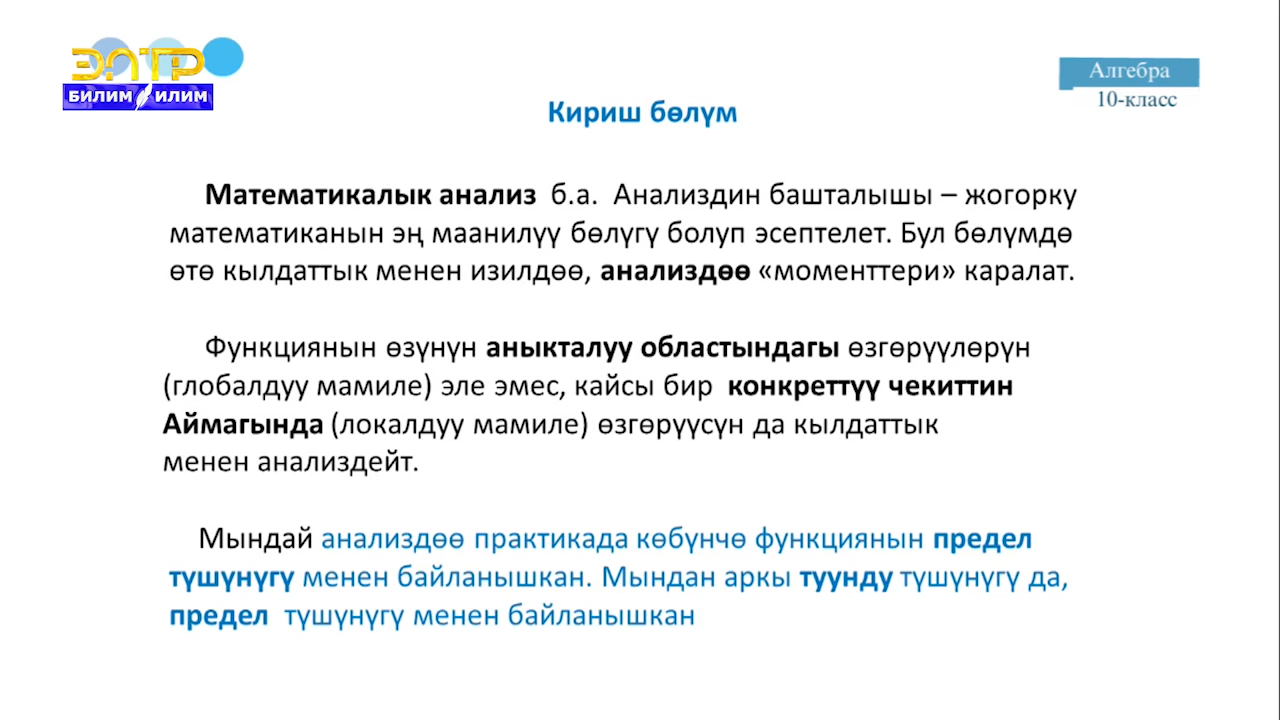 ЭЛТР
БИЛИМ ИЛИМ
Алгебра
10-класс
Кириш бөлүм
Математикалык анализ б.а. Анализдин башталышы – жогорку
математиканын эң маанилүү бөлүгү болуп эсептелет. Бул бөлүмдө
өтө кылдаттык менен изилдөө, анализдөө «моменттери» каралат.
Функциянын өзүнүн аныкталуу областындагы өзгөрүүлөрүн
(глобалдуу мамиле) эле эмес, кайсы бир конкреттүү чекиттин
Аймагында (локалдуу мамиле) өзгөрүүсүн да кылдаттык
менен анализдейт.
Мындай анализдөө практикада көбүнчө функциянын предел
түшүнүгү менен байланышкан. Мындан аркы туунду түшүнүгү да,
предел түшүнүгү менен байланышкан